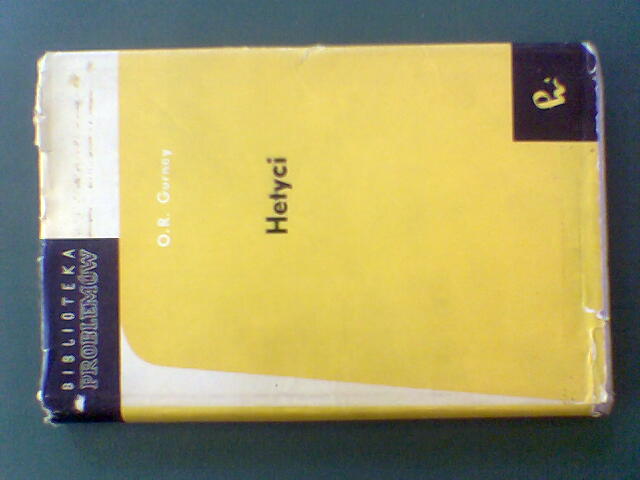 BIBLIOTEKA
PROBLEMÓW
O.R. Gurney
Hetyci